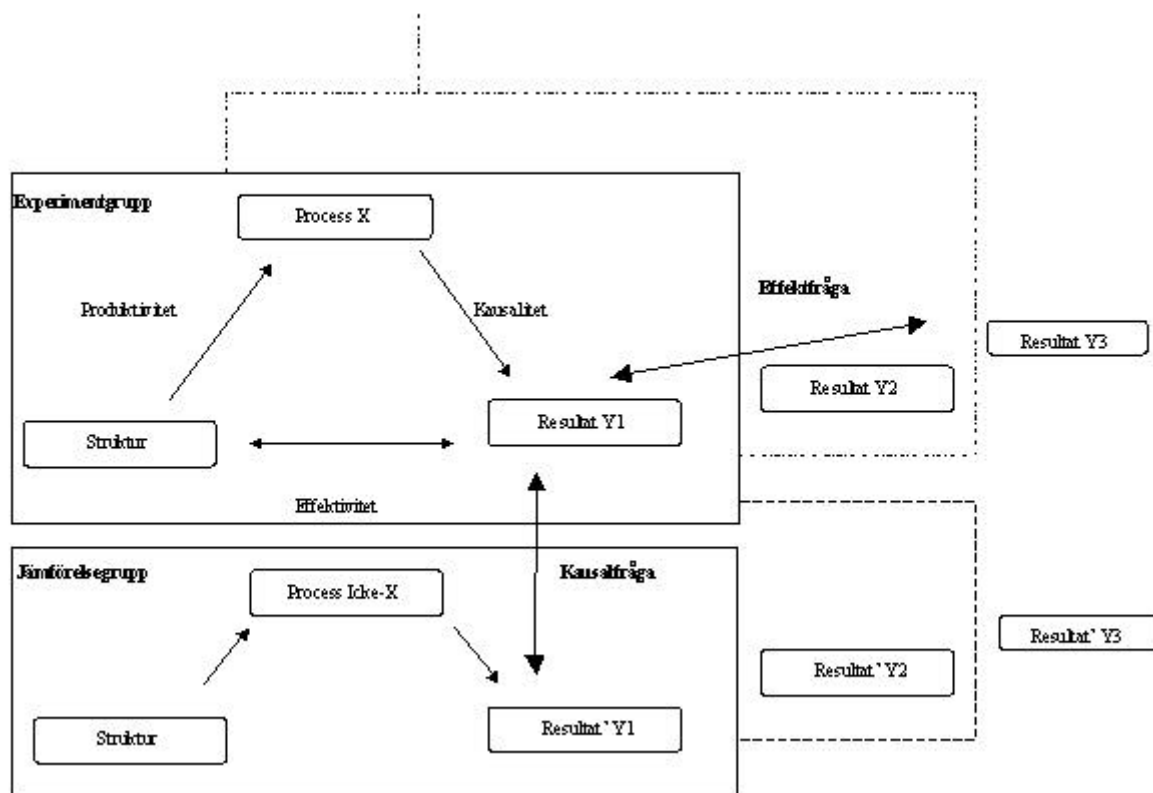 Experimentgrupp
Process X
Produktivitet
Kausalitet
Effektfråga
Resultat Y3
Resultat Y2
Resultat Y1
Struktur
Effektivitet
Jämförelsegrupp
Process Icke-X
Kausalfråga
Resultat’ Y3
Resultat’ Y2
Resultat’ Y1
Struktur